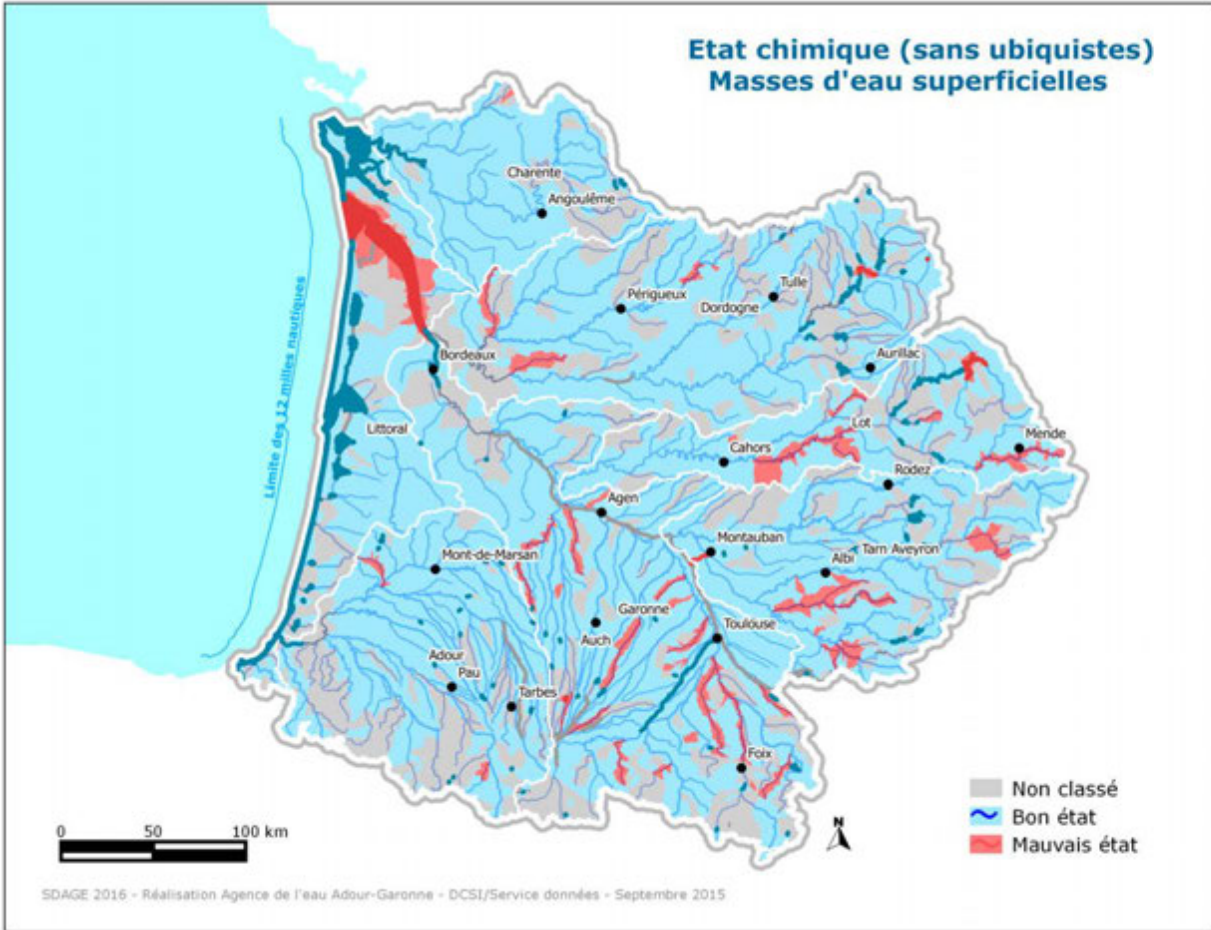 Etat chimique (sans ubiquistes)
Masses d'eau superficielles
Charente
Angoulême
Limite des 12 milles nautiques
Périgueux
Tulle
Dordogne
Bordeaux
Aurillac
Littoral
Lot
Cahors
Mende
Rodez
Agen
Montauban
Mont-de-Marsan
Albi
Tarn Aveyron
Garonne
Auch
Toulouse
Adour
Pau
Tarbes
Foix
Non classé
Bon état
Mauvais état
N
0 50 100 km
SDAGE 2016 - Réalisation Agence de l'eau Adour-Garonne - DCSI/Service données - Septembre 2015